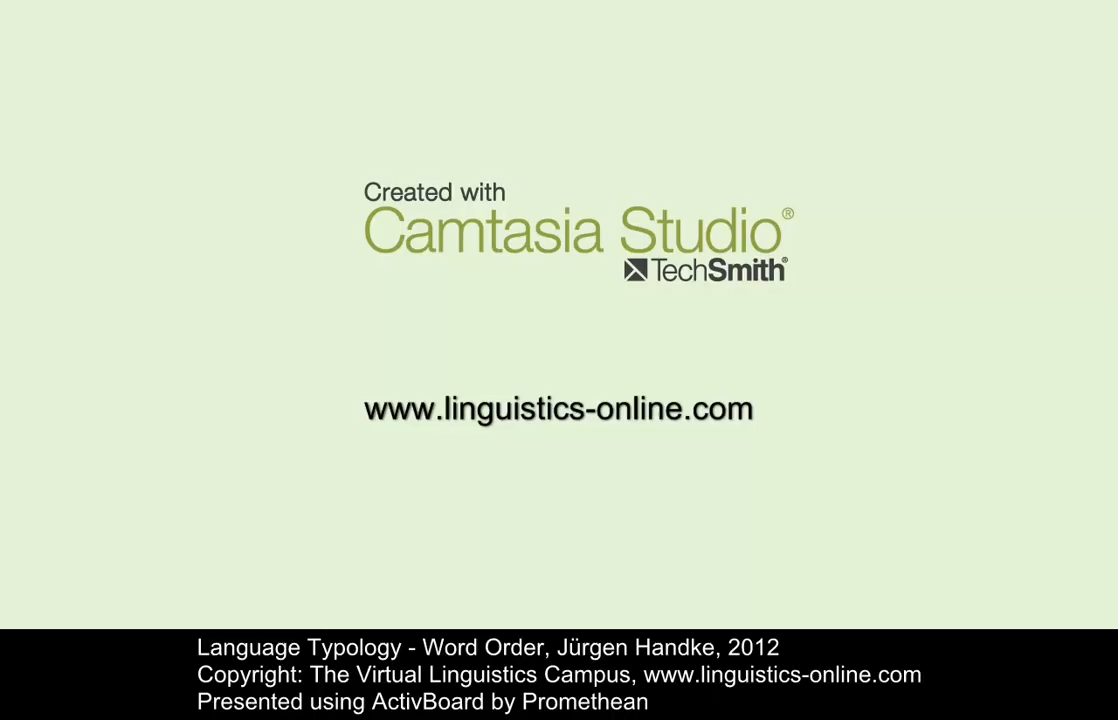 Created with
Camtasia Studio®
TechSmith®
www.linguistics-online.com
Language Typology - Word Order, Jürgen Handke, 2012
Copyright: The Virtual Linguistics Campus, www.linguistics-online.com
Presented using ActivBoard by Promethean